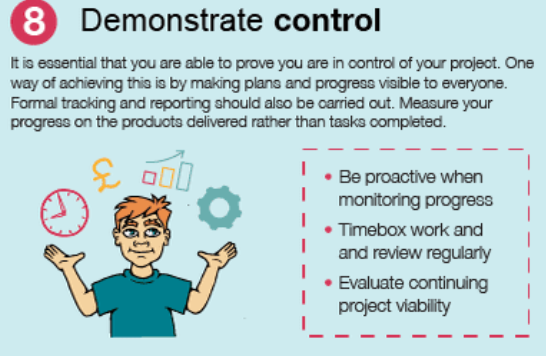 8 Demonstrate control
It is essential that you are able to prove you are in control of your project. One
way of achieving this is by making plans and progress visible to everyone.
Formal tracking and reporting should also be carried out. Measure your
progress on the products delivered rather than tasks completed.
£
• Be proactive when
monitoring progress
• Timebox work and
and review regularly
• Evaluate continuing
project viability